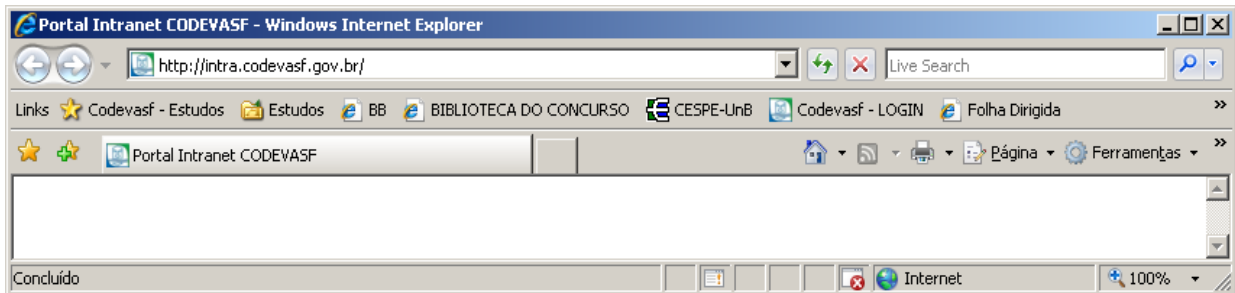 Portal Intranet CODEVASF - Windows Internet Explorer
http://intra.codevasf.gov.br/ Live Search
Links Codevasf - Estudos Estudos BB BIBLIOTECA DO CONCURSO CESPE-UnB Codevasf - LOGIN Folha Dirigida »
Portal Intranet CODEVASF Página Ferramentas »
Concluído Internet 100%